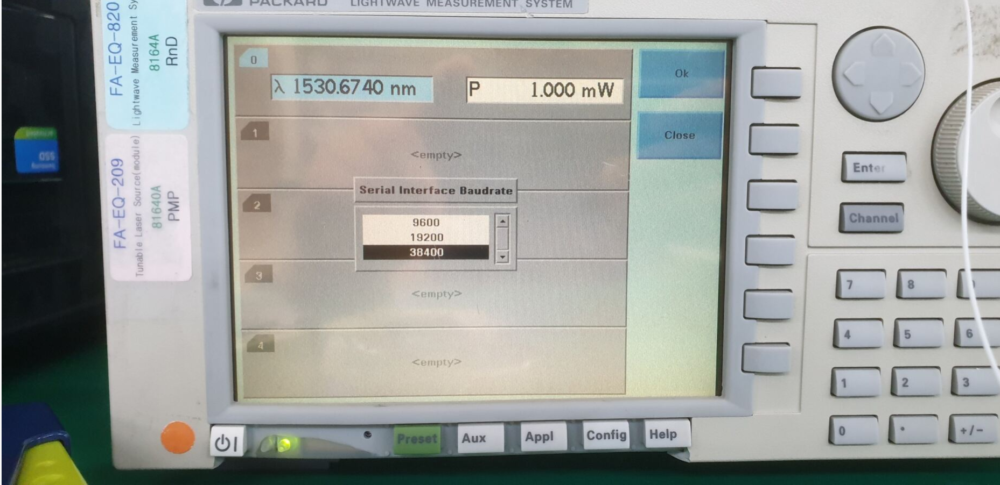 PACKARD
LIGHTWAVE MEASUREMENT SYSTEM
FA-EQ-820
Lightwave Measurement Sy
8164A
RnD
FA-EQ-209
Tunable Laser Source(module)
81640A
PMP
SSD
0
λ 1530.6740 nm
P 1.000 mW
1
<empty>
2
Serial Interface Baudrate
9600
19200
38400
3
<empty>
4
<empty>
Ok
Close
Enter
Channel
7 8
4 5 6
1 2 3
0 • +/-
Preset
Aux
Appl
Config
Help